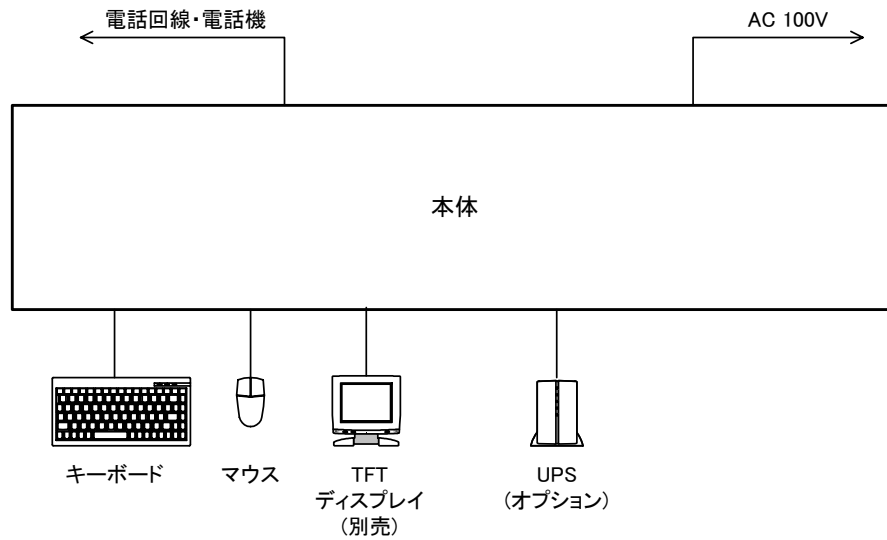 電話回線・電話機
AC 100V
本体
キーボード
マウス
TFT
ディスプレイ
(別売)
UPS
(オプション)